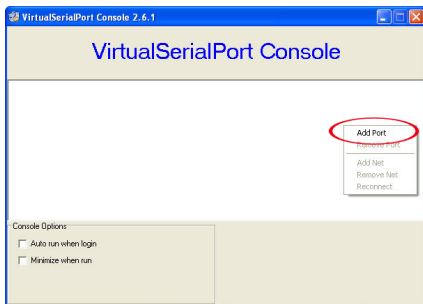 VirtualSerialPort Console 2.6.1
VirtualSerialPort Console
Add Port
Remove Port
Add Net
Remove Net
Reconnect
Console Options
Auto run when login
Minimize when run